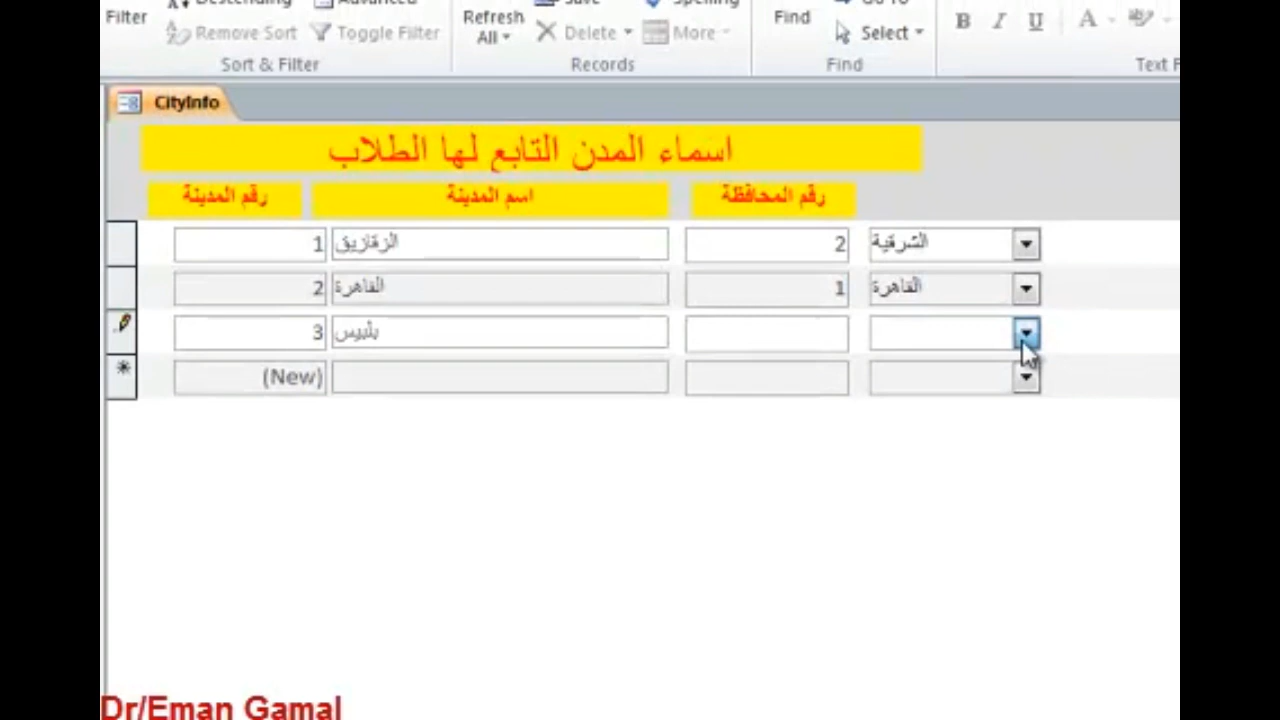 Filter
Remove Sort Toggle Filter
Sort & Filter
Refresh All
Delete More
Records
Find
Select
Find
B I U A
CityInfo
اسماء المدن التابع لها الطلاب
رقم المدينة اسم المدينة رقم المحافظة
1 الزقازيق 2 الشرقية
2 القاهرة 1 القاهرة
3 بلبيس
(New)
Dr/Eman Gamal